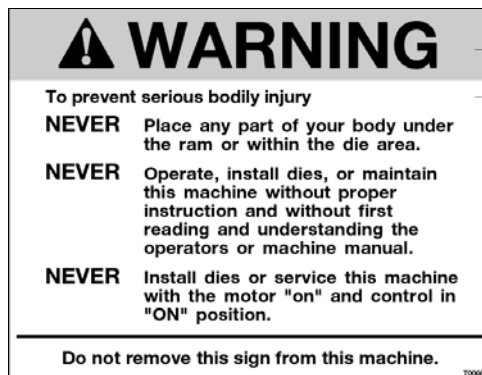 WARNING
To prevent serious bodily injury
NEVER Place any part of your body under
the ram or within the die area.
NEVER Operate, install dies, or maintain
this machine without proper
instruction and without first
reading and understanding the
operators or machine manual.
NEVER Install dies or service this machine
with the motor "on" and control in
"ON" position.
Do not remove this sign from this machine.